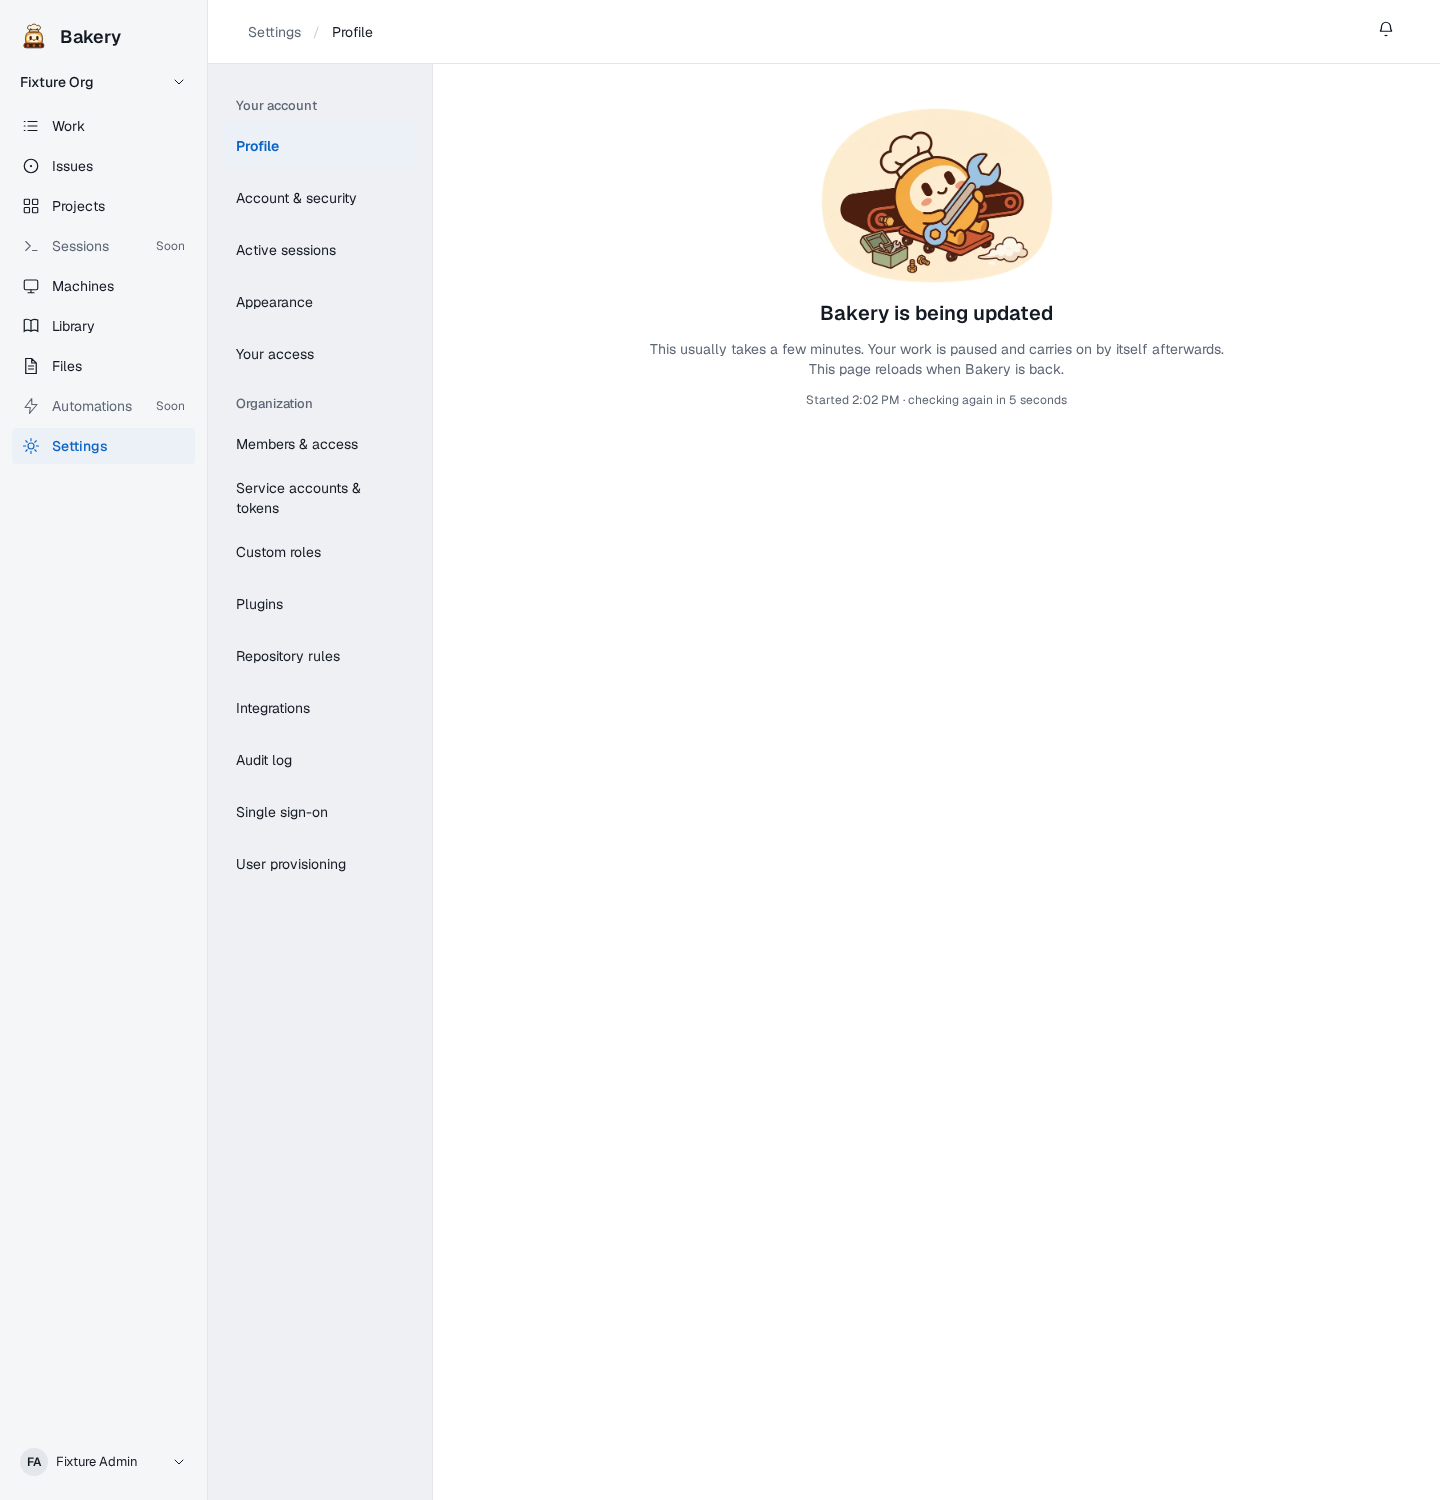 Bakery
Fixture Org
Work
Issues
Projects
Sessions Soon
Machines
Library
Files
Automations Soon
Settings
FA Fixture Admin
Settings / Profile
Your account
Profile
Account & security
Active sessions
Appearance
Your access
Organization
Members & access
Service accounts &
tokens
Custom roles
Plugins
Repository rules
Integrations
Audit log
Single sign-on
User provisioning
Bakery is being updated
This usually takes a few minutes. Your work is paused and carries on by itself afterwards.
This page reloads when Bakery is back.
Started 2:02 PM · checking again in 5 seconds